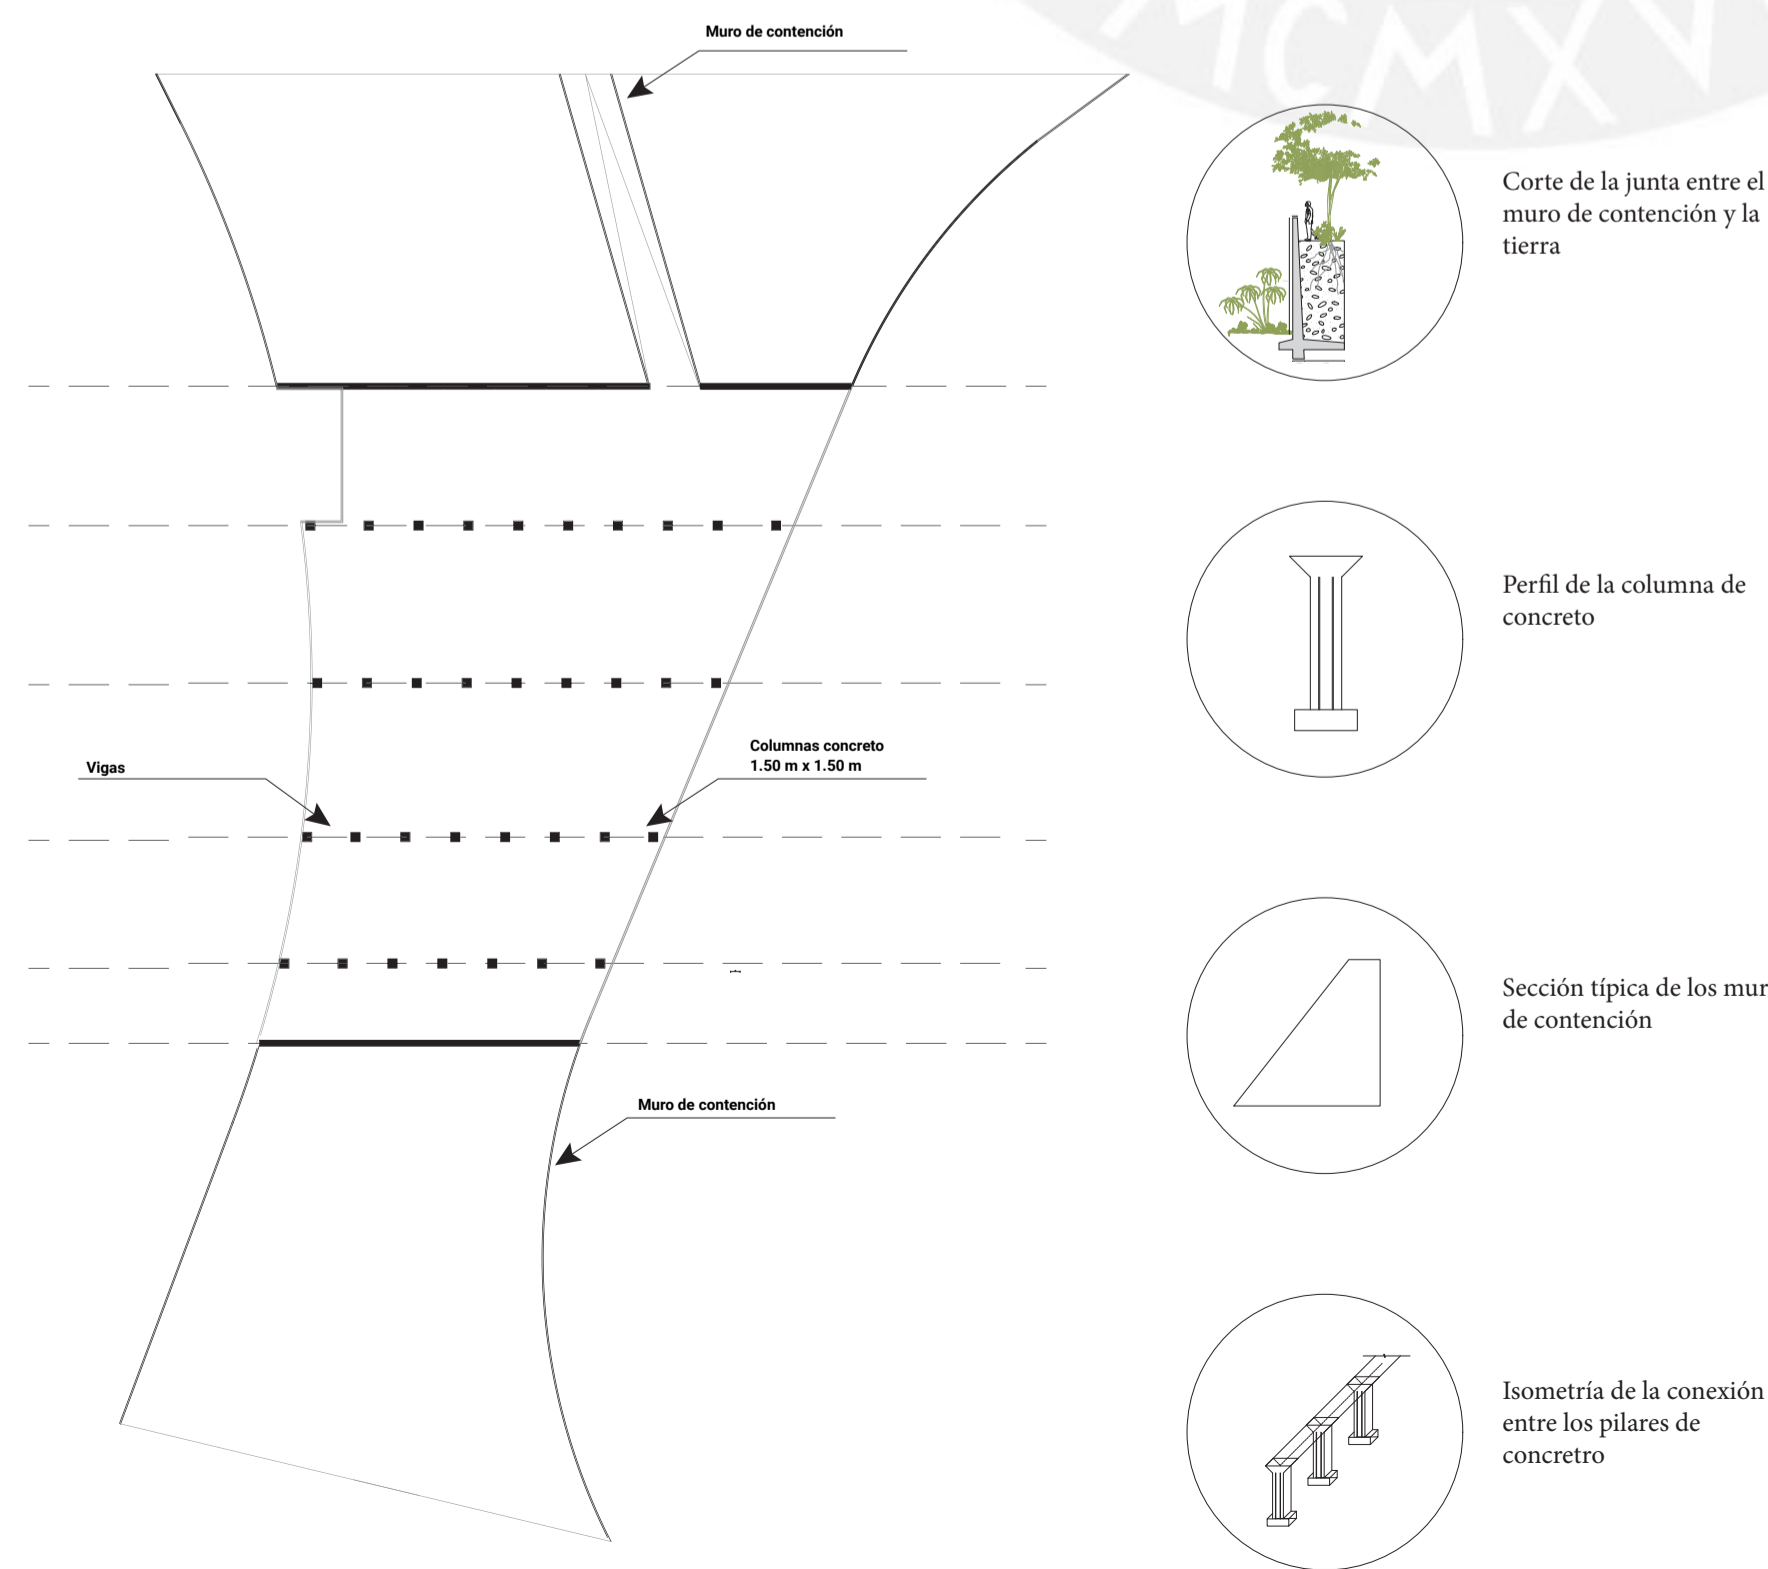 MCMXV
Muro de contención
Corte de la junta entre el
muro de contención y la
tierra
Perfil de la columna de
concreto
Columnas concreto
1.50 m x 1.50 m
Vigas
Sección típica de los mur
de contención
Muro de contención
Isometría de la conexión
entre los pilares de
concretro